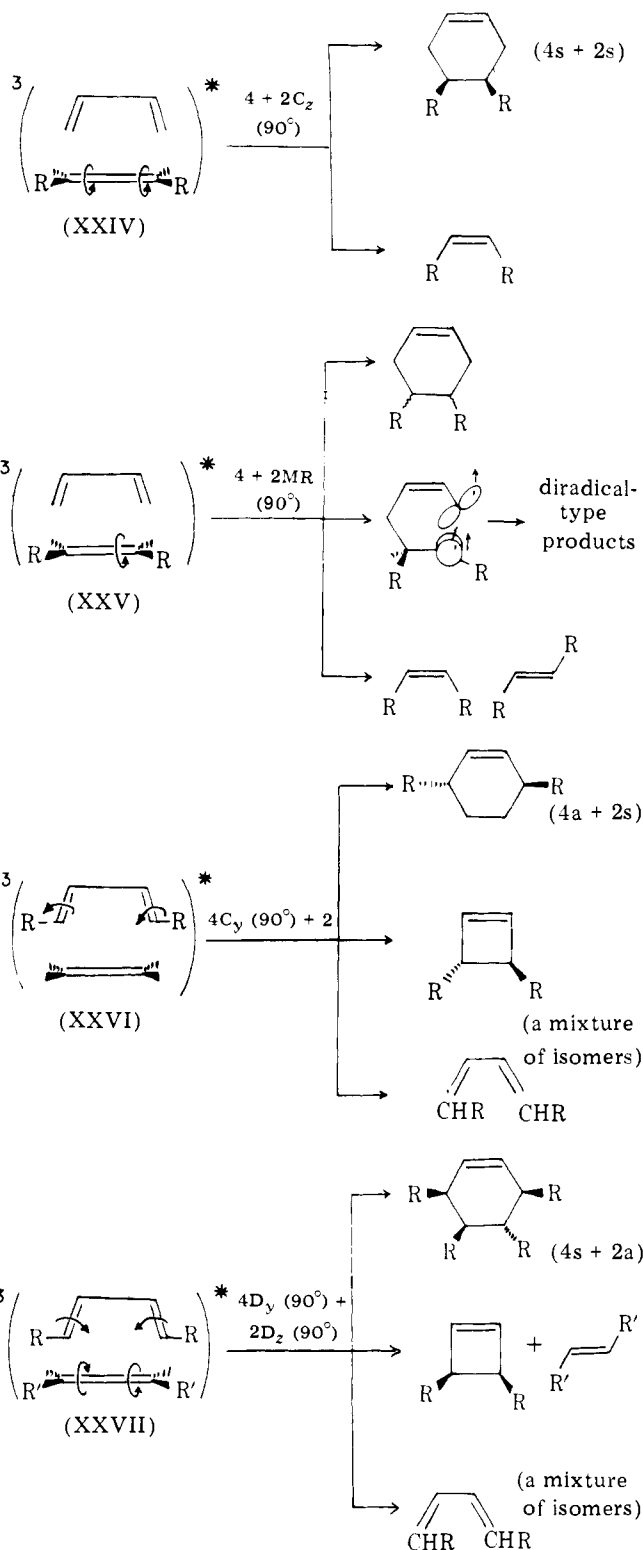 (4s + 2s)
3
*
4 + 2C_z
(90°)
R R
R R
(XXIV)
R R
R R
3
*
4 + 2MR
(90°)
diradical-
type
products
R R
R R
(XXV)
R R R
R
R R
(4a + 2s)
3
*
R R
4C_y (90°) + 2
(XXVI)
R R
(a mixture
of isomers)
CHR CHR
R R
R R
(4s + 2a)
3
*
4D_y (90°) +
2D_z (90°)
R R
R' R'
+
R'
R'
R R
(XXVII)
(a mixture
of isomers)
CHR CHR